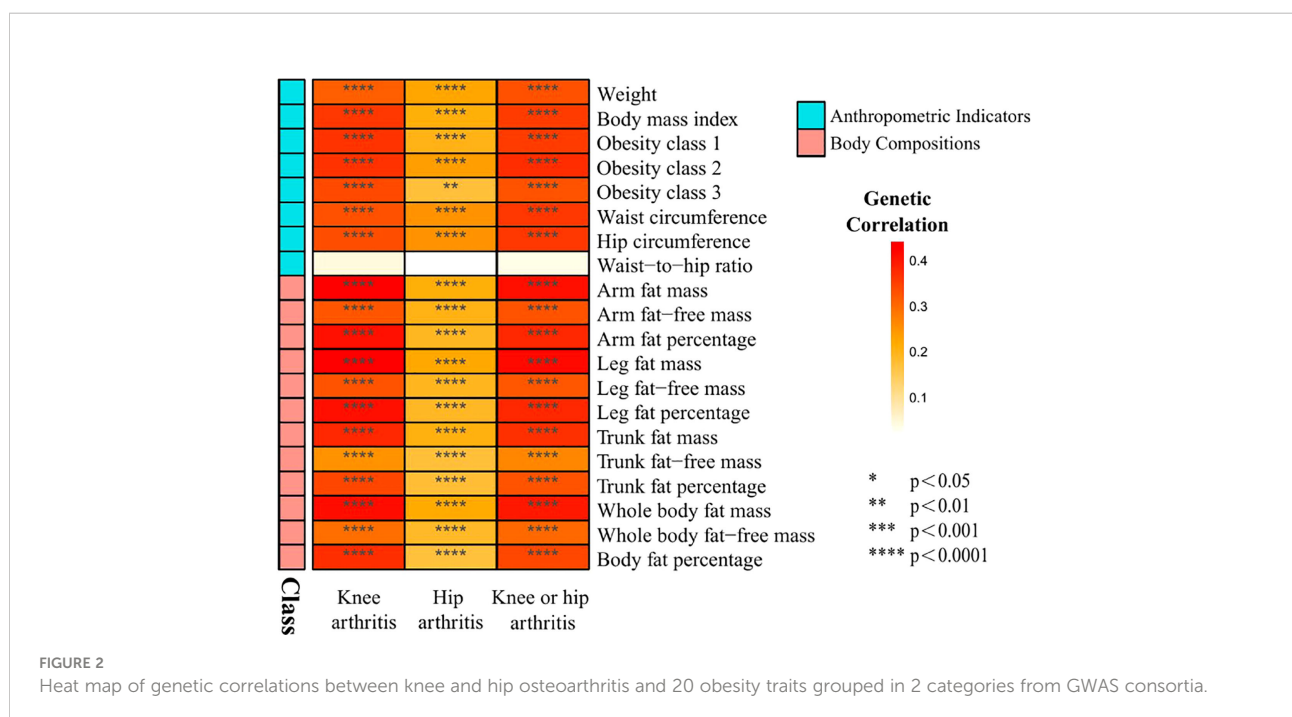 **** **** **** Weight
**** **** **** Body mass index
**** **** **** Obesity class 1
**** **** **** Obesity class 2
**** ** **** Obesity class 3
**** **** **** Waist circumference
**** **** **** Hip circumference
Waist−to−hip ratio
**** **** **** Arm fat mass
**** **** **** Arm fat−free mass
**** **** **** Arm fat percentage
**** **** **** Leg fat mass
**** **** **** Leg fat−free mass
**** **** **** Leg fat percentage
**** **** **** Trunk fat mass
**** **** **** Trunk fat−free mass
**** **** **** Trunk fat percentage
**** **** **** Whole body fat mass
**** **** **** Whole body fat−free mass
**** **** **** Body fat percentage
Class
Knee
arthritis
Hip
arthritis
Knee or hip
arthritis
Anthropometric Indicators
Body Compositions
Genetic
Correlation
0.4
0.3
0.2
0.1
* p<0.05
** p<0.01
*** p<0.001
**** p<0.0001
FIGURE 2
Heat map of genetic correlations between knee and hip osteoarthritis and 20 obesity traits grouped in 2 categories from GWAS consortia.